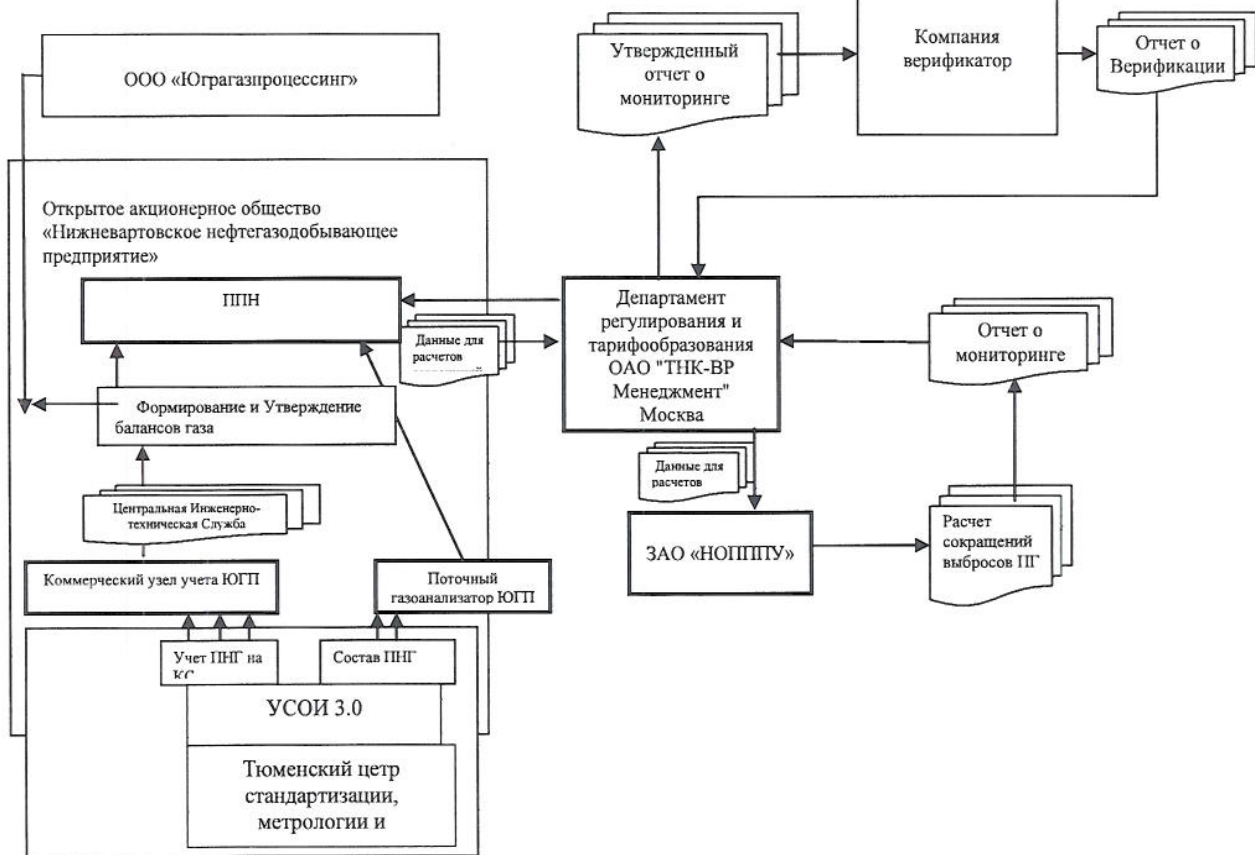 ООО «Юграгазпроцессинг»
Утвержденный
отчет о
мониторинге
Компания
верификатор
Отчет о
Верификации
Открытое акционерное общество
«Нижневартовское нефтегазодобывающее
предприятие»
ППН
Данные для
расчетов
Департамент
регулирования и
тарифообразования
ОАО "ТНК-ВР
Менеджмент"
Москва
Отчет о
мониторинге
Формирование и Утверждение
балансов газа
Данные для
расчетов
Центральная Инженерно-
техническая Служба
ЗАО «НОПППУ»
Расчет
сокращений
выбросов ПГ
Коммерческий узел учета ЮГП
Поточный
газоанализатор ЮГП
Учет ПНГ на
КС
Состав ПНГ
УСОИ 3.0
Тюменский цетр
стандартизации,
метрологии и